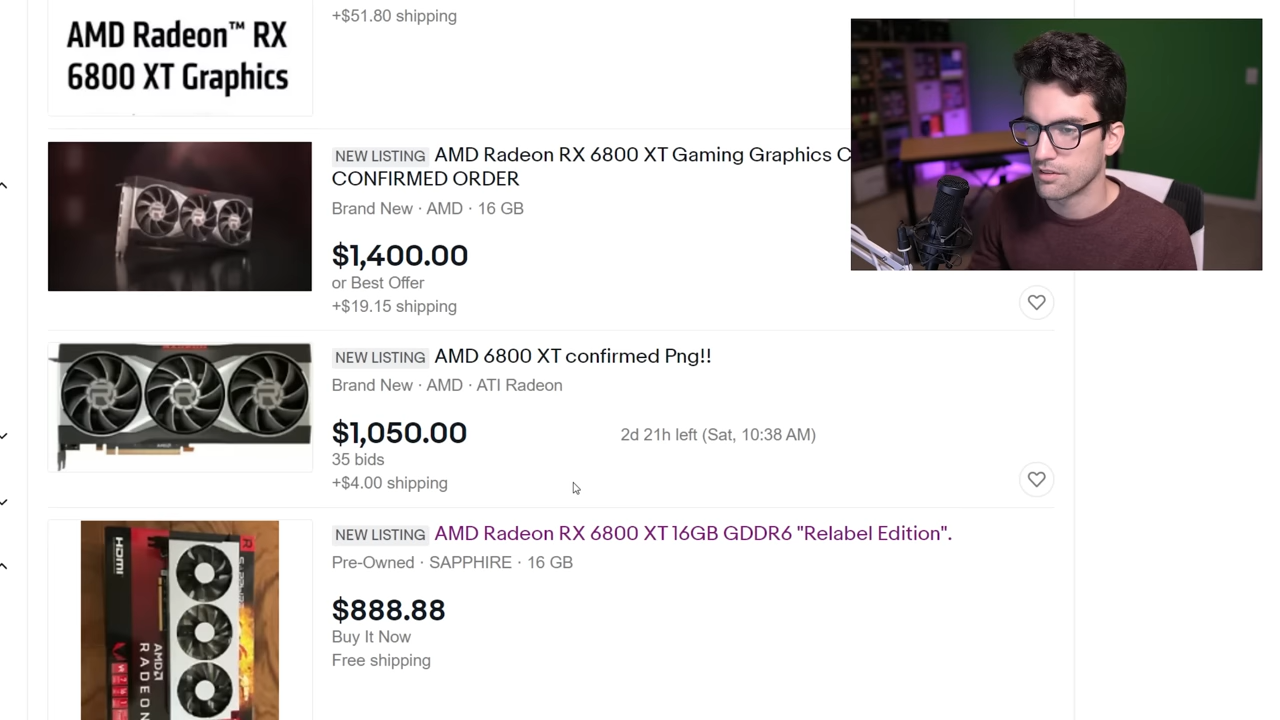 +$51.80 shipping
AMD Radeon™ RX
6800 XT Graphics
NEW LISTING AMD Radeon RX 6800 XT Gaming Graphics C
CONFIRMED ORDER
Brand New · AMD · 16 GB
$1,400.00
or Best Offer
+$19.15 shipping
NEW LISTING AMD 6800 XT confirmed Png!!
Brand New · AMD · ATI Radeon
$1,050.00
2d 21h left (Sat, 10:38 AM)
35 bids
+$4.00 shipping
NEW LISTING AMD Radeon RX 6800 XT 16GB GDDR6 "Relabel Edition".
Pre-Owned · SAPPHIRE · 16 GB
$888.88
Buy It Now
Free shipping
HDMI
AMD
RADEON